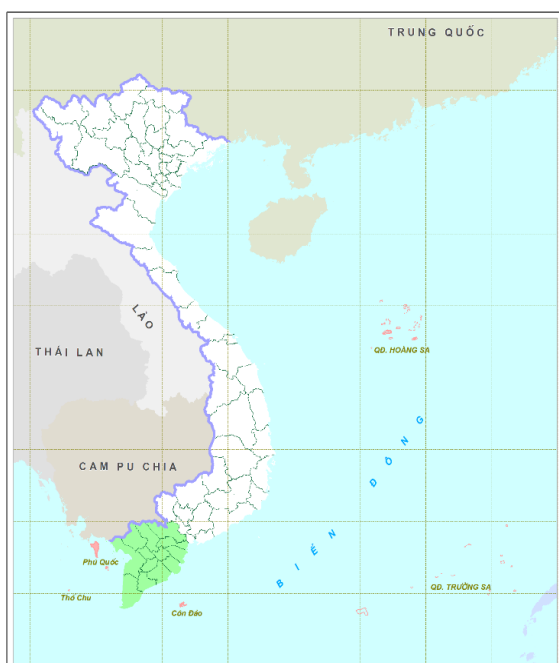 TRUNG QUỐC
LÀO
THÁI LAN
QĐ. HOÀNG SA
CAM PU CHIA
BIỂN ĐÔNG
Phú Quốc
Thổ Chu
Côn Đảo
QĐ. TRƯỜNG SA